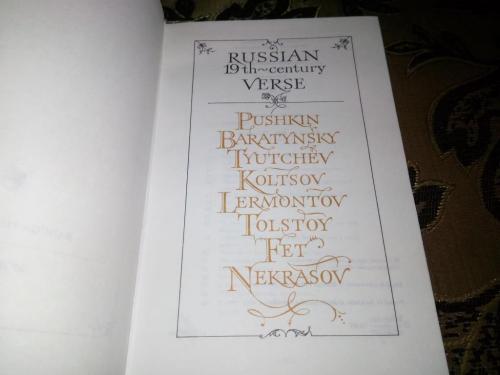 RUSSIAN
19th~century
VERSE
PUSHKIN
BARATYNSKY
TYUTCHEV
KOLTSOV
LERMONTOV
TOLSTOY
FET
NEKRASOV